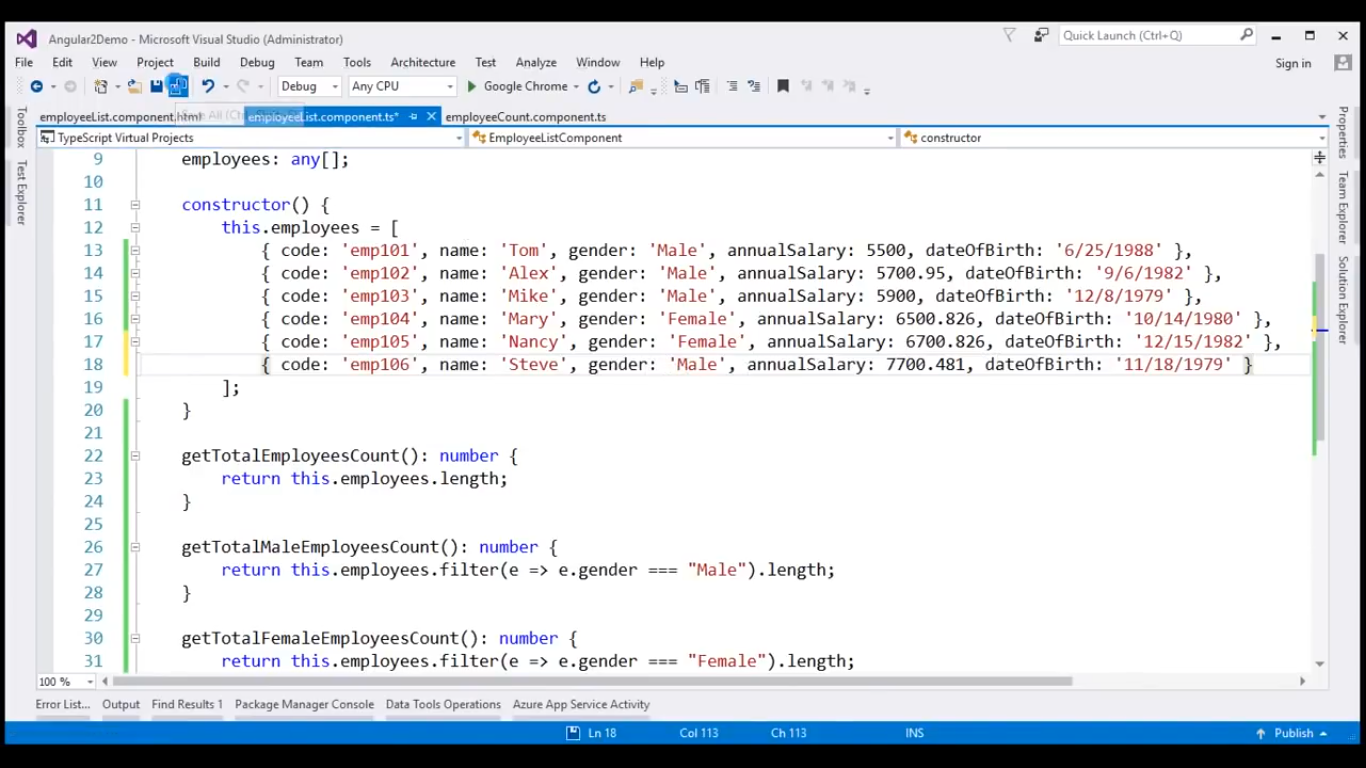 Angular2Demo - Microsoft Visual Studio (Administrator)
Quick Launch (Ctrl+Q)
File Edit View Project Build Debug Team Tools Architecture Test Analyze Window Help
Sign in
Debug Any CPU Google Chrome
employeeList.component.html employeeList.component.ts* employeeCount.component.ts
TypeScript Virtual Projects EmployeeListComponent constructor
Toolbox
Test Explorer
Properties
Team Explorer
Solution Explorer
9 employees: any[];
10
11 constructor() {
12 this.employees = [
13 { code: 'emp101', name: 'Tom', gender: 'Male', annualSalary: 5500, dateOfBirth: '6/25/1988' },
14 { code: 'emp102', name: 'Alex', gender: 'Male', annualSalary: 5700.95, dateOfBirth: '9/6/1982' },
15 { code: 'emp103', name: 'Mike', gender: 'Male', annualSalary: 5900, dateOfBirth: '12/8/1979' },
16 { code: 'emp104', name: 'Mary', gender: 'Female', annualSalary: 6500.826, dateOfBirth: '10/14/1980' },
17 { code: 'emp105', name: 'Nancy', gender: 'Female', annualSalary: 6700.826, dateOfBirth: '12/15/1982' },
18 { code: 'emp106', name: 'Steve', gender: 'Male', annualSalary: 7700.481, dateOfBirth: '11/18/1979' }
19 ];
20 }
21
22 getTotalEmployeesCount(): number {
23 return this.employees.length;
24 }
25
26 getTotalMaleEmployeesCount(): number {
27 return this.employees.filter(e => e.gender === "Male").length;
28 }
29
30 getTotalFemaleEmployeesCount(): number {
31 return this.employees.filter(e => e.gender === "Female").length;
100 %
Error List... Output Find Results 1 Package Manager Console Data Tools Operations Azure App Service Activity
Ln 18 Col 113 Ch 113 INS Publish